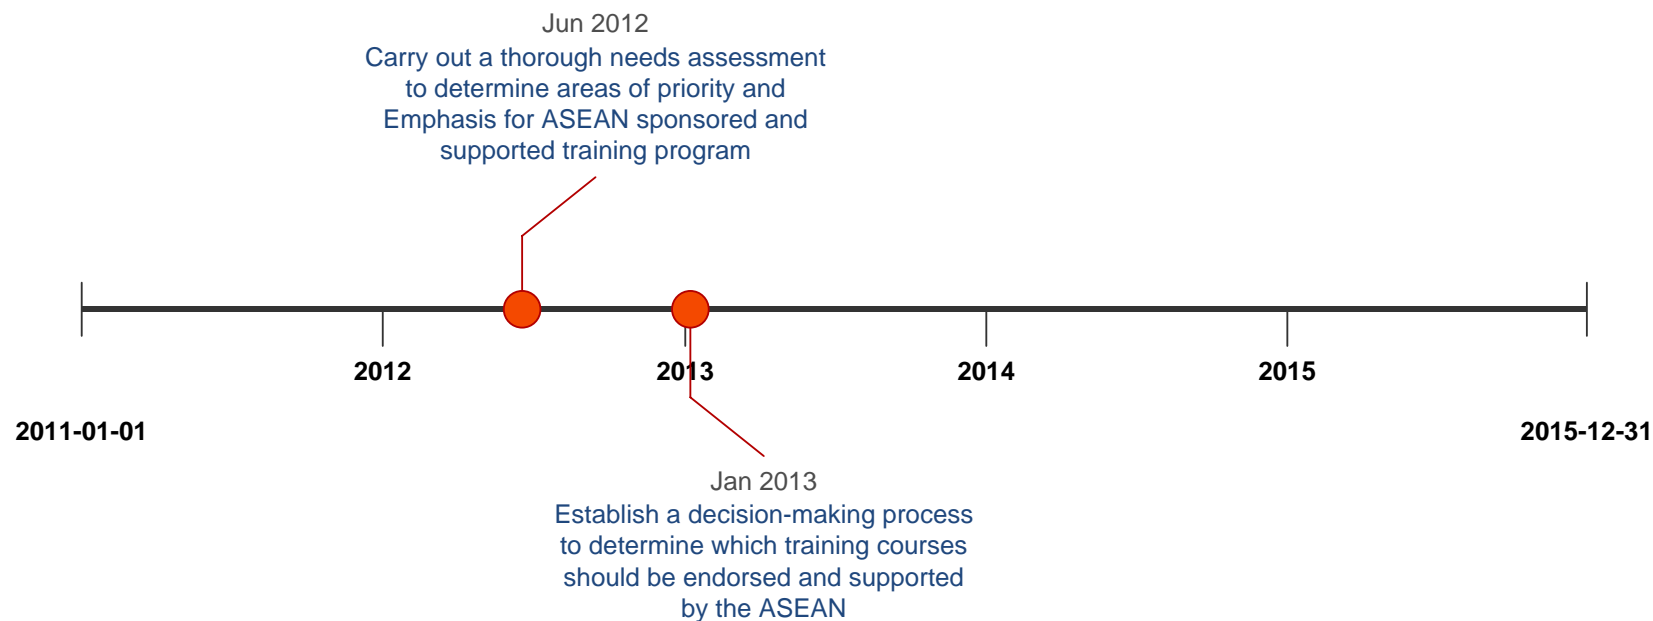 Jun 2012
Carry out a thorough needs assessment
to determine areas of priority and
Emphasis for ASEAN sponsored and
supported training program
2012
2013
2014
2015
2011-01-01
2015-12-31
Jan 2013
Establish a decision-making process
to determine which training courses
should be endorsed and supported
by the ASEAN